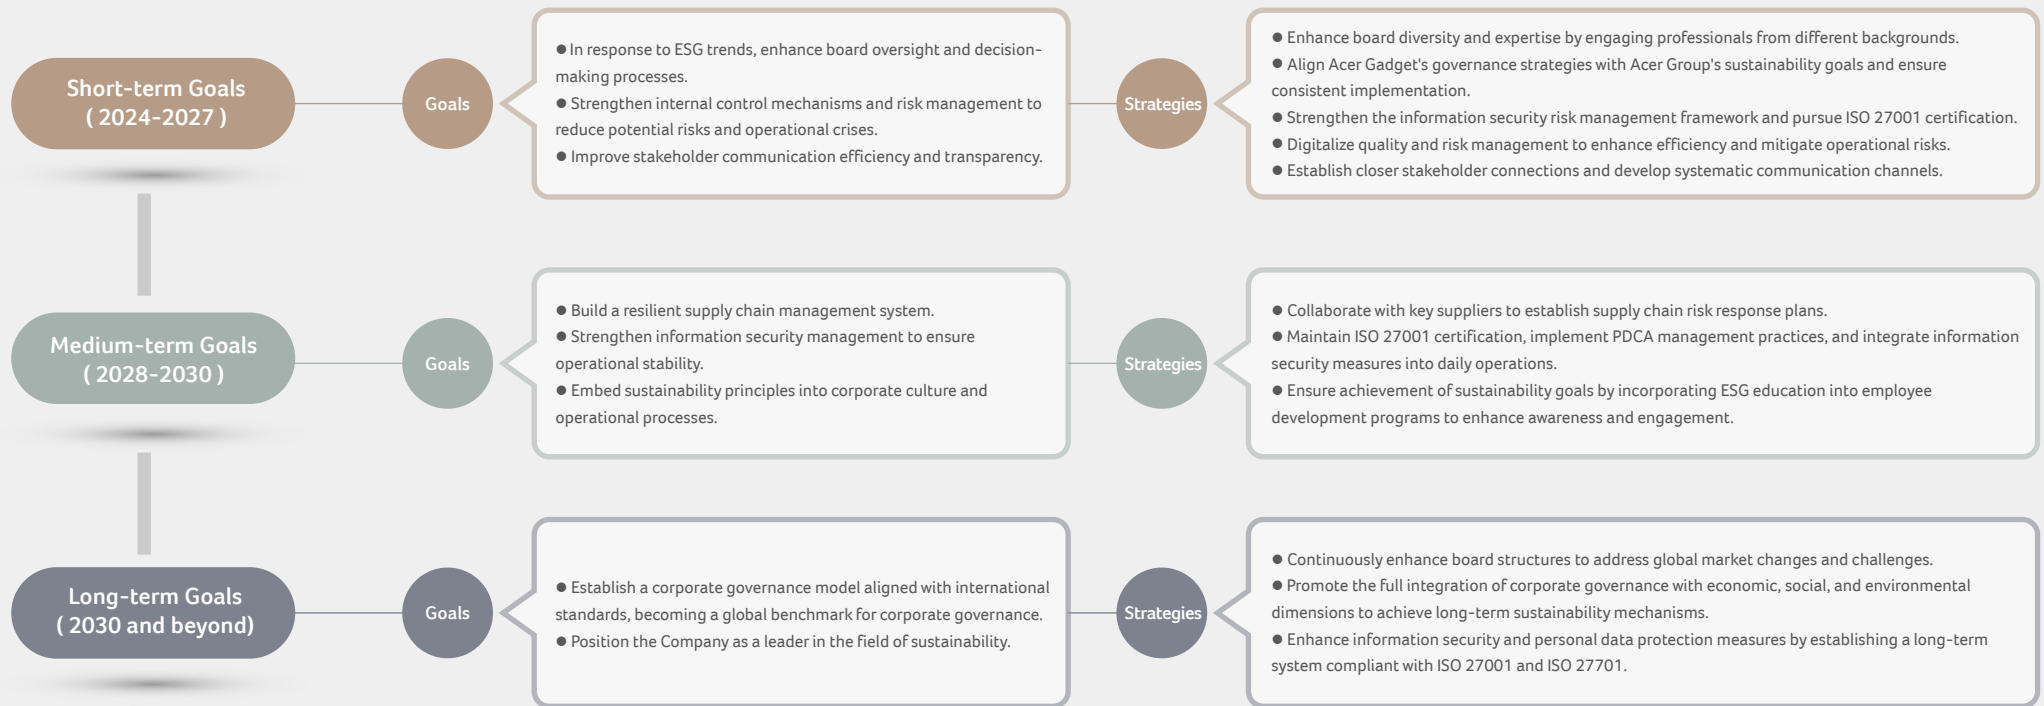 Short-term Goals
( 2024-2027 )
Goals
● In response to ESG trends, enhance board oversight and decision-
making processes.
● Strengthen internal control mechanisms and risk management to
reduce potential risks and operational crises.
● Improve stakeholder communication efficiency and transparency.
Strategies
● Enhance board diversity and expertise by engaging professionals from different backgrounds.
● Align Acer Gadget's governance strategies with Acer Group's sustainability goals and ensure
consistent implementation.
● Strengthen the information security risk management framework and pursue ISO 27001 certification.
● Digitalize quality and risk management to enhance efficiency and mitigate operational risks.
● Establish closer stakeholder connections and develop systematic communication channels.
Medium-term Goals
( 2028-2030 )
Goals
● Build a resilient supply chain management system.
● Strengthen information security management to ensure
operational stability.
● Embed sustainability principles into corporate culture and
operational processes.
Strategies
● Collaborate with key suppliers to establish supply chain risk response plans.
● Maintain ISO 27001 certification, implement PDCA management practices, and integrate information
security measures into daily operations.
● Ensure achievement of sustainability goals by incorporating ESG education into employee
development programs to enhance awareness and engagement.
Long-term Goals
( 2030 and beyond)
Goals
● Establish a corporate governance model aligned with international
standards, becoming a global benchmark for corporate governance.
● Position the Company as a leader in the field of sustainability.
Strategies
● Continuously enhance board structures to address global market changes and challenges.
● Promote the full integration of corporate governance with economic, social, and environmental
dimensions to achieve long-term sustainability mechanisms.
● Enhance information security and personal data protection measures by establishing a long-term
system compliant with ISO 27001 and ISO 27701.